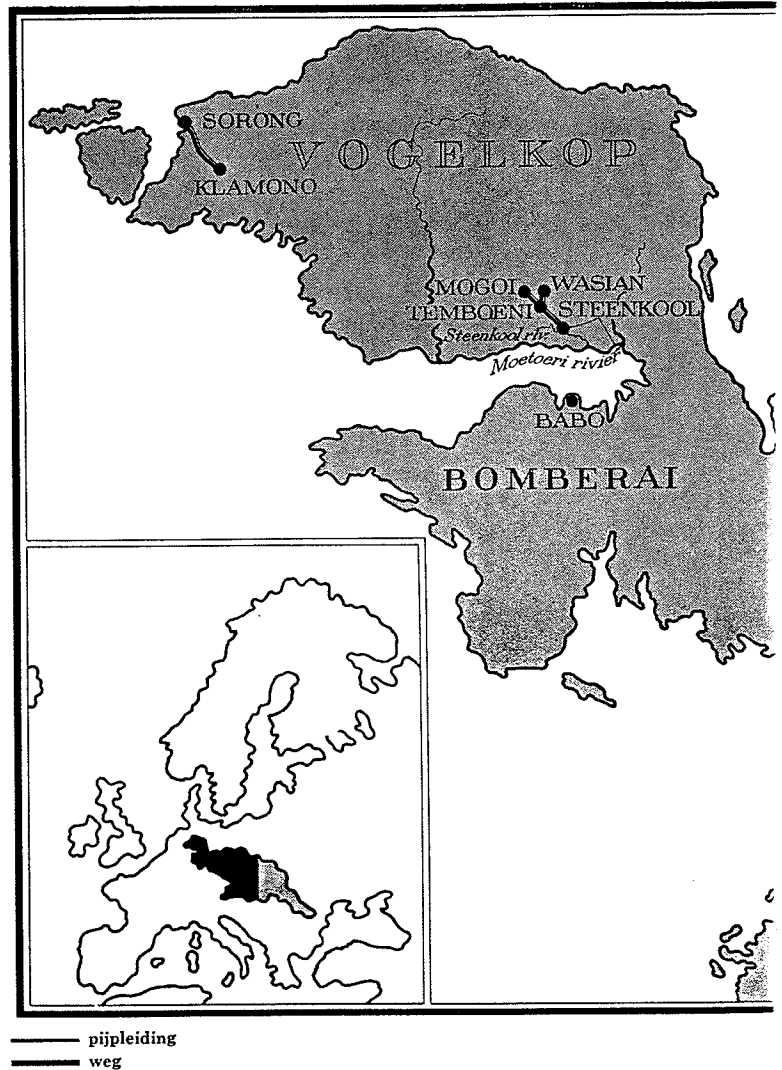 SORONG
VOGELKOP
KLAMONO
MOGOI
WASIAN
TEMBOENI
STEENKOOL
Steenkool riv.
Moetoeri rivier
BABO
BOMBERAI
pijpleiding
weg